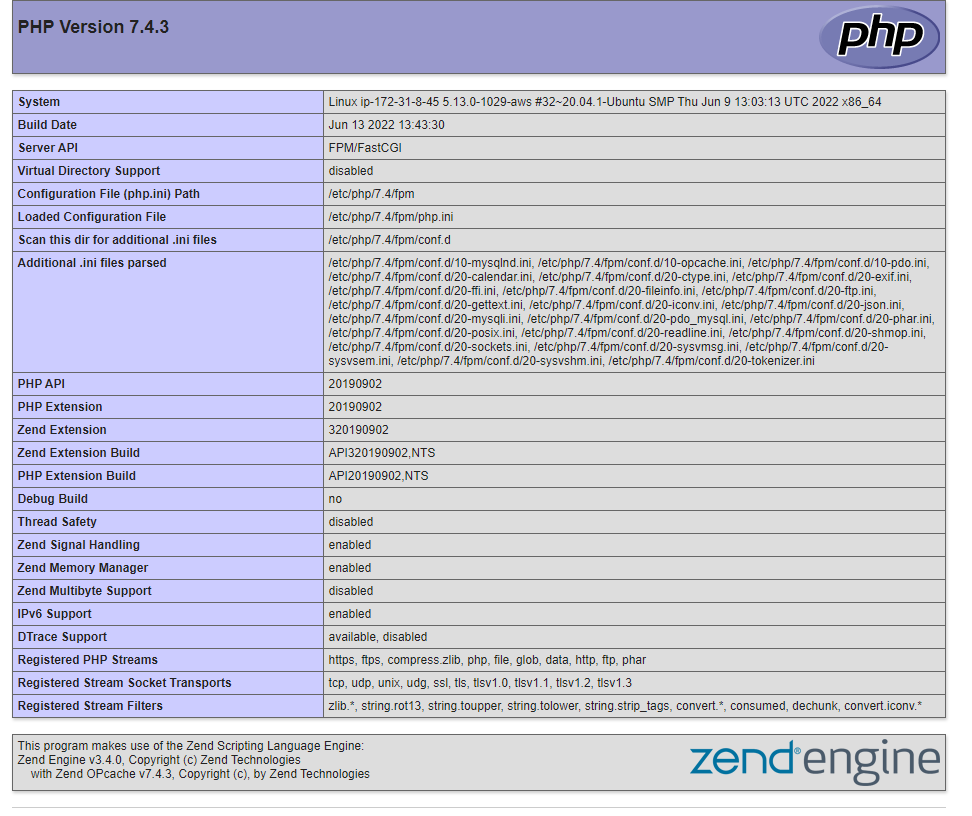 PHP Version 7.4.3
php
System Linux ip-172-31-8-45 5.13.0-1029-aws #32~20.04.1-Ubuntu SMP Thu Jun 9 13:03:13 UTC 2022 x86_64
Build Date Jun 13 2022 13:43:30
Server API FPM/FastCGI
Virtual Directory Support disabled
Configuration File (php.ini) Path /etc/php/7.4/fpm
Loaded Configuration File /etc/php/7.4/fpm/php.ini
Scan this dir for additional .ini files /etc/php/7.4/fpm/conf.d
Additional .ini files parsed /etc/php/7.4/fpm/conf.d/10-mysqlnd.ini, /etc/php/7.4/fpm/conf.d/10-opcache.ini, /etc/php/7.4/fpm/conf.d/10-pdo.ini,
/etc/php/7.4/fpm/conf.d/20-calendar.ini, /etc/php/7.4/fpm/conf.d/20-ctype.ini, /etc/php/7.4/fpm/conf.d/20-exif.ini,
/etc/php/7.4/fpm/conf.d/20-ffi.ini, /etc/php/7.4/fpm/conf.d/20-fileinfo.ini, /etc/php/7.4/fpm/conf.d/20-ftp.ini,
/etc/php/7.4/fpm/conf.d/20-gettext.ini, /etc/php/7.4/fpm/conf.d/20-iconv.ini, /etc/php/7.4/fpm/conf.d/20-json.ini,
/etc/php/7.4/fpm/conf.d/20-mysqli.ini, /etc/php/7.4/fpm/conf.d/20-pdo_mysql.ini, /etc/php/7.4/fpm/conf.d/20-phar.ini,
/etc/php/7.4/fpm/conf.d/20-posix.ini, /etc/php/7.4/fpm/conf.d/20-readline.ini, /etc/php/7.4/fpm/conf.d/20-shmop.ini,
/etc/php/7.4/fpm/conf.d/20-sockets.ini, /etc/php/7.4/fpm/conf.d/20-sysvmsg.ini, /etc/php/7.4/fpm/conf.d/20-
sysvsem.ini, /etc/php/7.4/fpm/conf.d/20-sysvshm.ini, /etc/php/7.4/fpm/conf.d/20-tokenizer.ini
PHP API 20190902
PHP Extension 20190902
Zend Extension 320190902
Zend Extension Build API320190902,NTS
PHP Extension Build API20190902,NTS
Debug Build no
Thread Safety disabled
Zend Signal Handling enabled
Zend Memory Manager enabled
Zend Multibyte Support disabled
IPv6 Support enabled
DTrace Support available, disabled
Registered PHP Streams https, ftps, compress.zlib, php, file, glob, data, http, ftp, phar
Registered Stream Socket Transports tcp, udp, unix, udg, ssl, tls, tlsv1.0, tlsv1.1, tlsv1.2, tlsv1.3
Registered Stream Filters zlib.*, string.rot13, string.toupper, string.tolower, string.strip_tags, convert.*, consumed, dechunk, convert.iconv.*
This program makes use of the Zend Scripting Language Engine:
Zend Engine v3.4.0, Copyright (c) Zend Technologies
with Zend OPcache v7.4.3, Copyright (c), by Zend Technologies
zend® engine